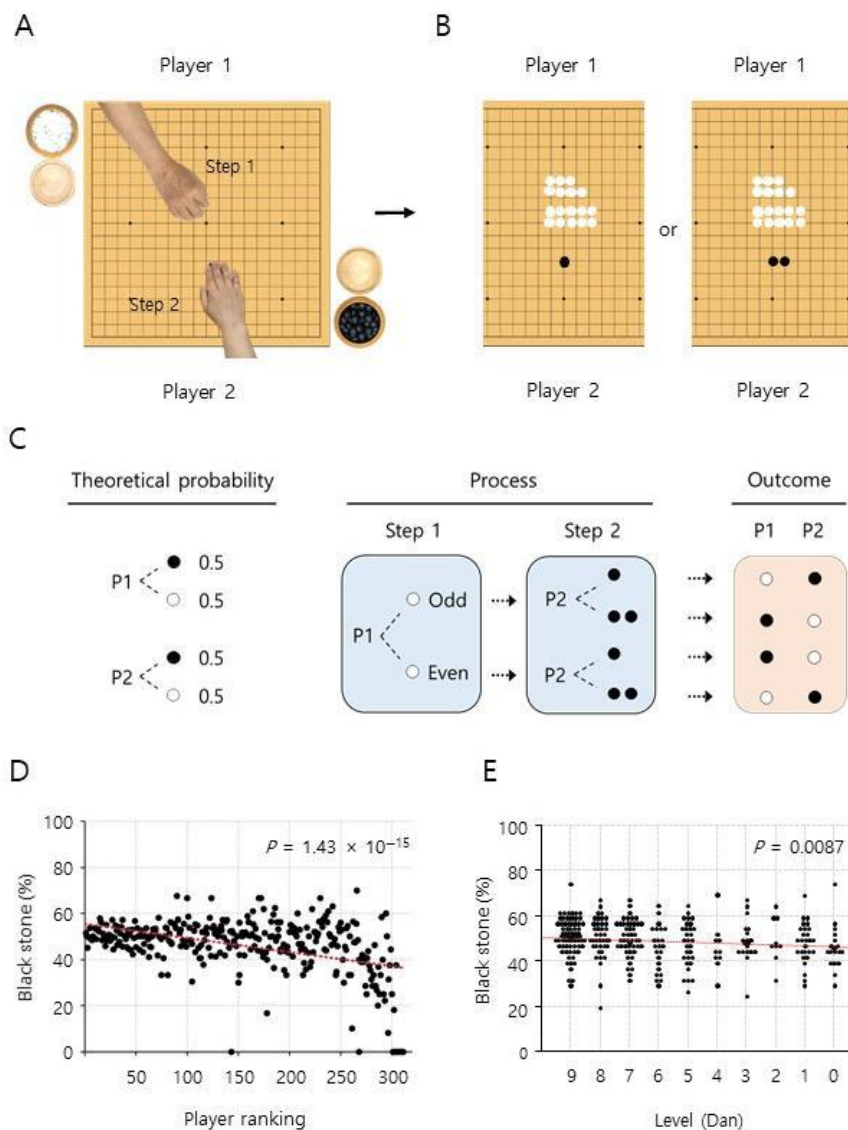 A
B
Player 1
Player 1
Player 1
Step 1
or
Step 2
Player 2
Player 2
Player 2
C
Theoretical probability
Process
Outcome
Step 1
Step 2
P1
P2
P1
0.5
0.5
P2
0.5
0.5
P1
Odd
Even
P2
P2
D
E
100
80
60
40
20
0
Black stone (%)
P = 1.43 × 10⁻¹⁵
50
100
150
200
250
300
Player ranking
100
80
60
40
20
0
Black stone (%)
P = 0.0087
9
8
7
6
5
4
3
2
1
0
Level (Dan)